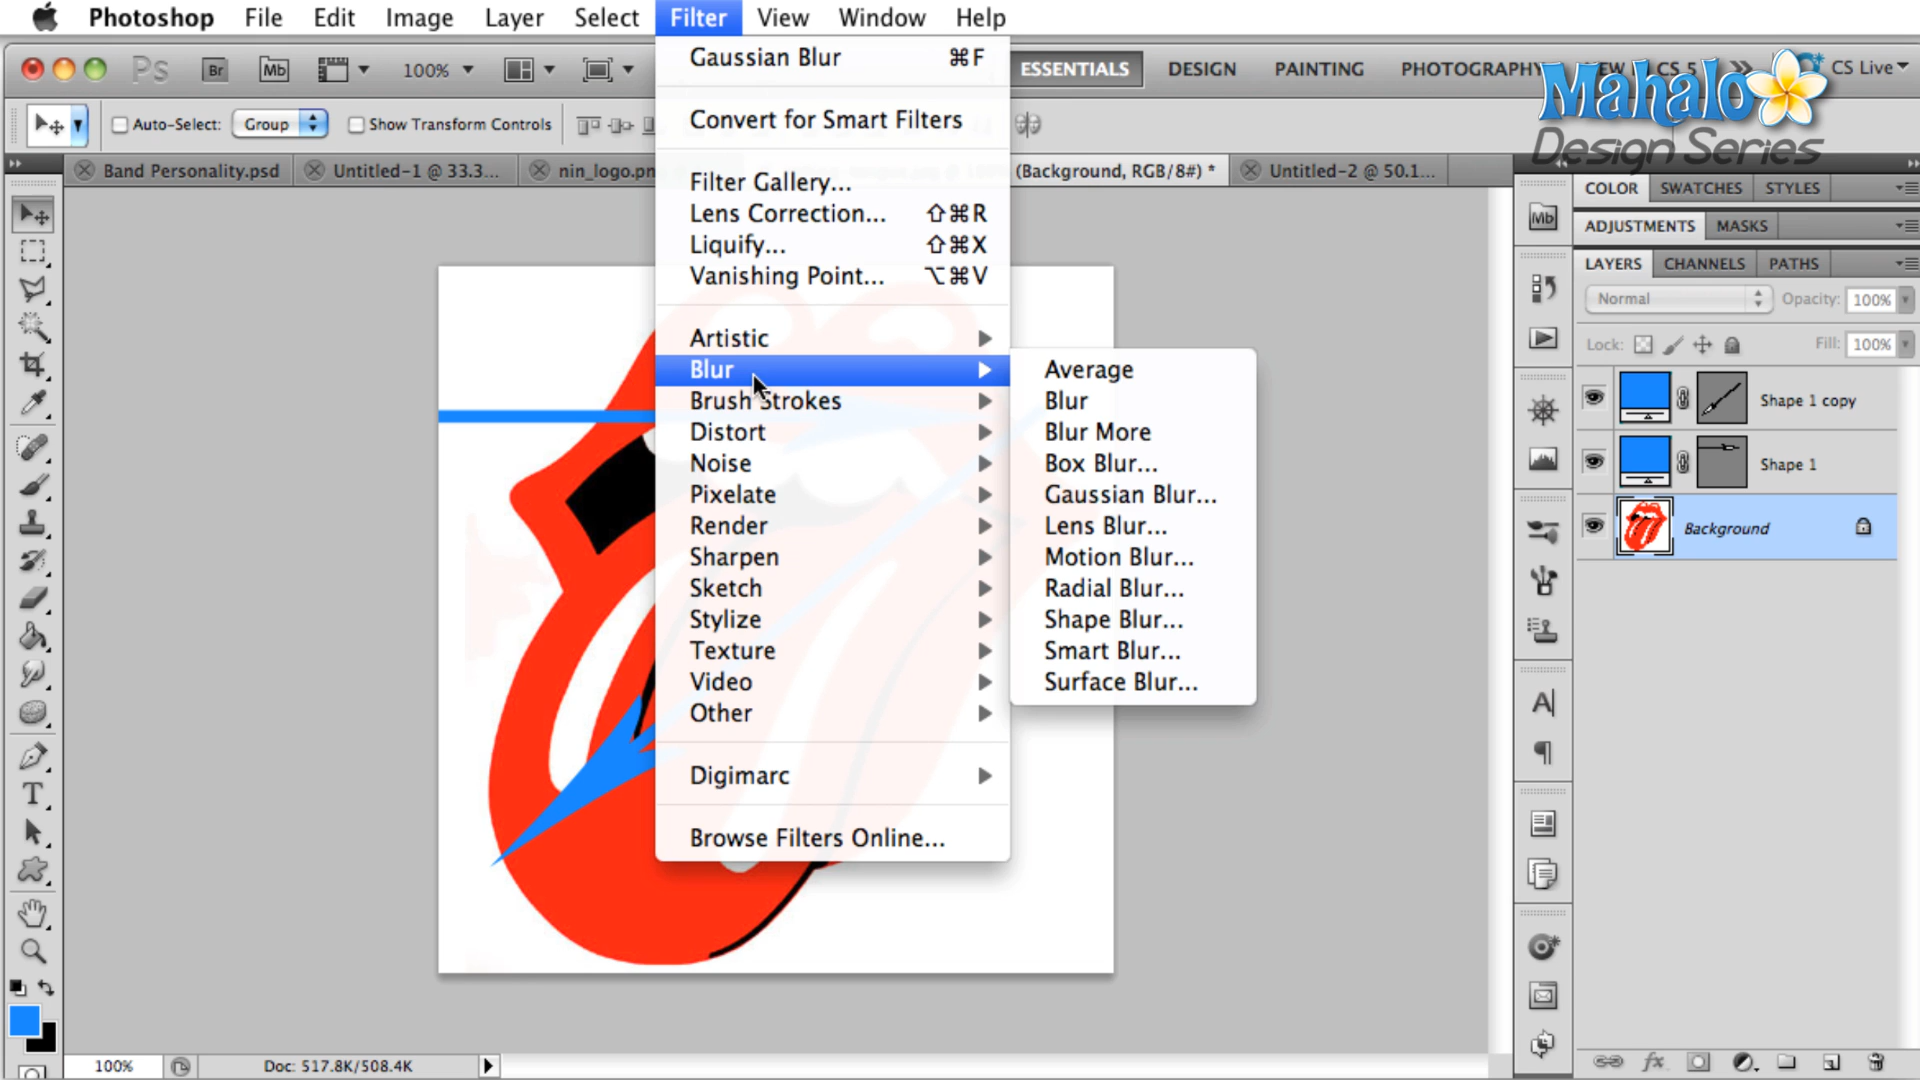 Photoshop File Edit Image Layer Select Filter View Window Help
Ps Br Mb 100% ESSENTIALS DESIGN PAINTING PHOTOGRAPHY CS 5 CS Live
Mahalo
Design Series
Auto-Select: Group Show Transform Controls
Band Personality.psd Untitled-1 @ 33.3... nin_logo.pn (Background, RGB/8#) * Untitled-2 @ 50.1...
Gaussian Blur ⌘F
Convert for Smart Filters
Filter Gallery...
Lens Correction... ⇧⌘R
Liquify... ⇧⌘X
Vanishing Point... ⌥⌘V
Artistic
Blur
Brush Strokes
Distort
Noise
Pixelate
Render
Sharpen
Sketch
Stylize
Texture
Video
Other
Digimarc
Browse Filters Online...
Average
Blur
Blur More
Box Blur...
Gaussian Blur...
Lens Blur...
Motion Blur...
Radial Blur...
Shape Blur...
Smart Blur...
Surface Blur...
Mb
COLOR SWATCHES STYLES
ADJUSTMENTS MASKS
LAYERS CHANNELS PATHS
Normal Opacity: 100%
Lock: Fill: 100%
Shape 1 copy
Shape 1
Background
100% Doc: 517.8K/508.4K